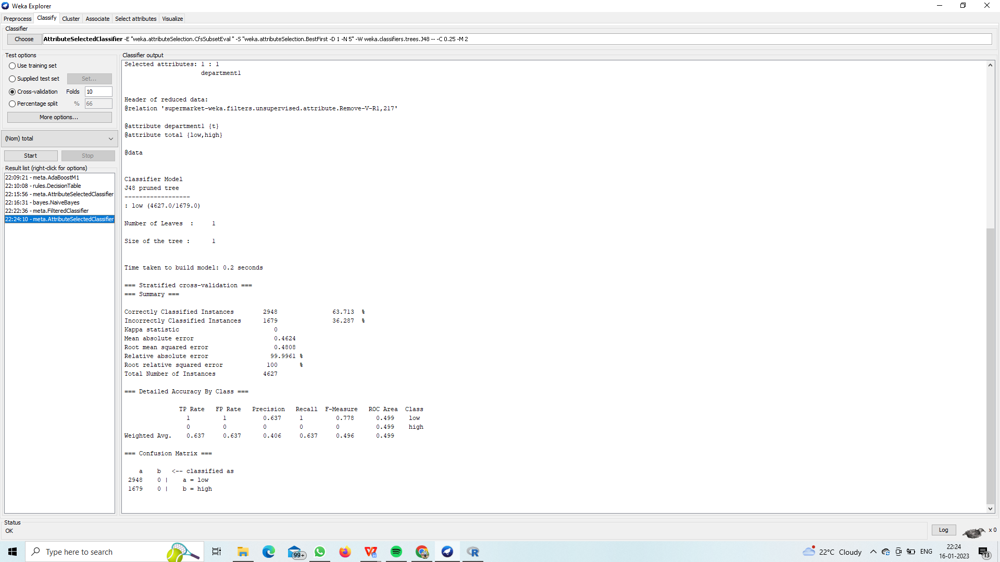 Weka Explorer
Preprocess Classify Cluster Associate Select attributes Visualize
Classifier
Choose AttributeSelectedClassifier -E "weka.attributeSelection.CfsSubsetEval " -S "weka.attributeSelection.BestFirst -D 1 -N 5" -W weka.classifiers.trees.J48 -- -C 0.25 -M 2
Test options
Use training set
Supplied test set Set...
Cross-validation Folds 10
Percentage split % 66
More options...
(Nom) total
Start Stop
Result list (right-click for options)
22:09:21 - meta.AdaBoostM1
22:10:08 - rules.DecisionTable
22:15:56 - meta.AttributeSelectedClassifier
22:16:31 - bayes.NaiveBayes
22:22:36 - meta.FilteredClassifier
22:24:10 - meta.AttributeSelectedClassifier
Classifier output
Selected attributes: 1 : 1
department1
Header of reduced data:
@relation 'supermarket-weka.filters.unsupervised.attribute.Remove-V-R1,217'
@attribute department1 {t}
@attribute total {low,high}
@data
Classifier Model
J48 pruned tree
------------------
: low (4627.0/1679.0)
Number of Leaves  : 1
Size of the tree : 1
Time taken to build model: 0.2 seconds
=== Stratified cross-validation ===
=== Summary ===
Correctly Classified Instances 2948 63.713 %
Incorrectly Classified Instances 1679 36.287 %
Kappa statistic 0
Mean absolute error 0.4624
Root mean squared error 0.4808
Relative absolute error 99.9961 %
Root relative squared error 100 %
Total Number of Instances 4627
=== Detailed Accuracy By Class ===
TP Rate FP Rate Precision Recall F-Measure ROC Area Class
1 1 0.637 1 0.778 0.499 low
0 0 0 0 0 0.499 high
Weighted Avg. 0.637 0.637 0.406 0.637 0.496 0.499
=== Confusion Matrix ===
a b <-- classified as
2948 0 | a = low
1679 0 | b = high
Status
OK
Log x 0
Type here to search
99+
22°C Cloudy
ENG
22:24
16-01-2023
13